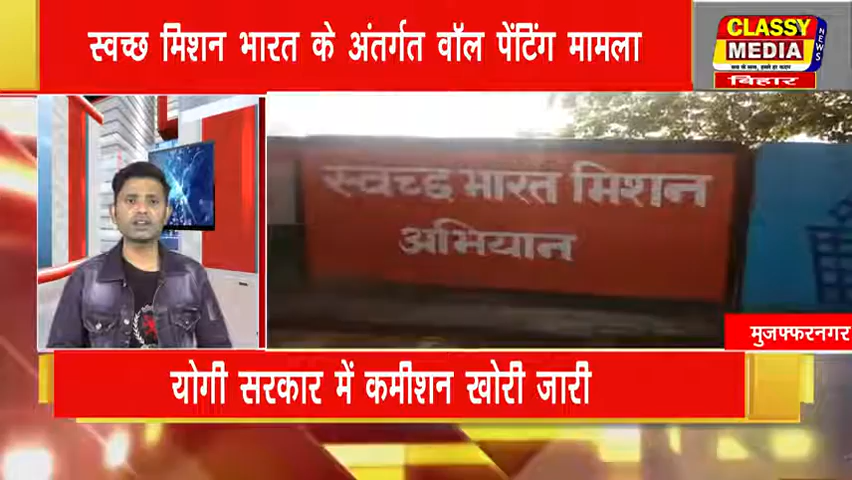 स्वच्छ मिशन भारत के अंतर्गत वॉल पेंटिंग मामला
CLASSY
MEDIA
NEWS
बिहार
स्वच्छ भारत मिशन
अभियान
मुजफ्फरनगर
योगी सरकार में कमीशन खोरी जारी